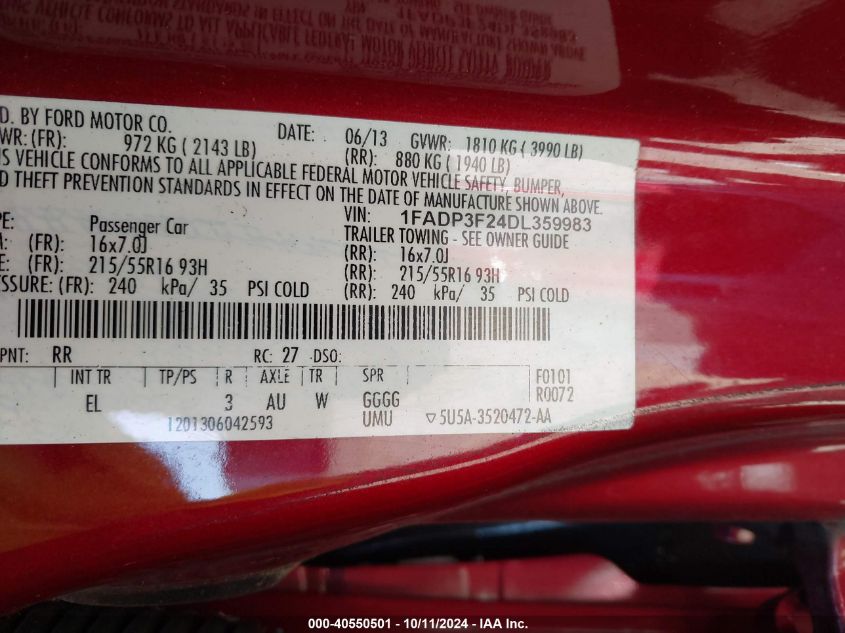 D. BY FORD MOTOR CO. DATE: 06/13 GVWR: 1810 KG ( 3990 LB)
WR: (FR): 972 KG ( 2143 LB) (RR): 880 KG ( 1940 LB)
S VEHICLE CONFORMS TO ALL APPLICABLE FEDERAL MOTOR VEHICLE SAFETY, BUMPER,
D THEFT PREVENTION STANDARDS IN EFFECT ON THE DATE OF MANUFACTURE SHOWN ABOVE.
VIN: 1FADP3F24DL359983
E: Passenger Car TRAILER TOWING - SEE OWNER GUIDE
(FR): 16x7.0J (RR): 16x7.0J
E: (FR): 215/55R16 93H (RR): 215/55R16 93H
SSURE: (FR): 240 kPa/ 35 PSI COLD (RR): 240 kPa/ 35 PSI COLD
PNT: RR RC: 27 DSO:
INT TR TP/PS R AXLE TR SPR F0101
EL 3 AU W GGGG R0072
1201306042593 UMU ▽5U5A-3520472-AA
000-40550501 - 10/11/2024 - IAA Inc.